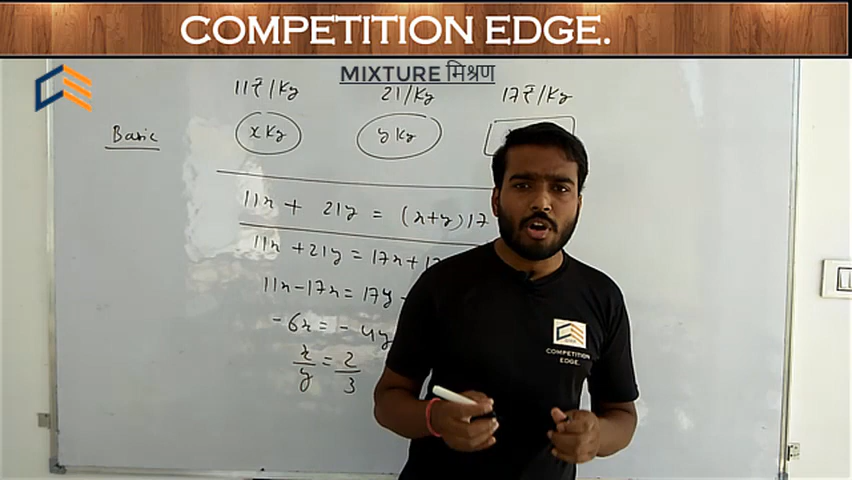 COMPETITION EDGE.
MIXTURE मिश्रण
11₹/Kg 21/Kg 17₹/Kg
Basic x Kg y Kg
11x + 21y = (x+y)17
11x + 21y = 17x + 17
11x - 17x = 17y -
-6x = -4y
x/y = 2/3
COMPETITION
EDGE.